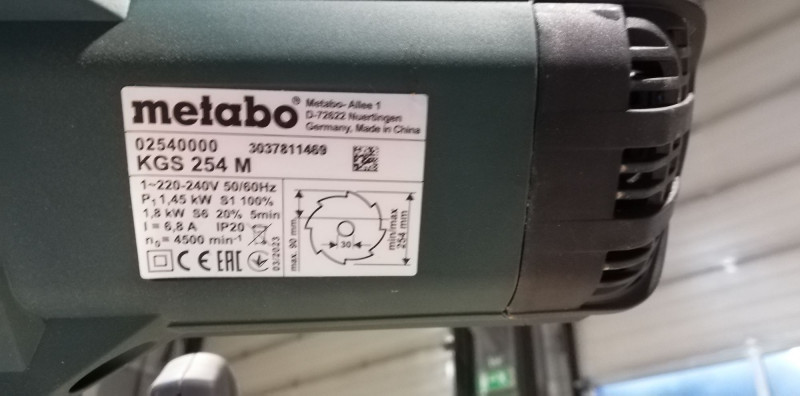 metabo® Metabo-Allee 1
D-72622 Nuertingen
Germany, Made in China
02540000 3037811469
KGS 254 M
1~220-240V 50/60Hz
P₁ 1,45 kW S1 100%
1,8 kW S6 20% 5min
I = 6,8 A IP20
n₀ = 4500 min⁻¹
CE EAC
03/2023
max. 90 mm
30
min/max
254 mm